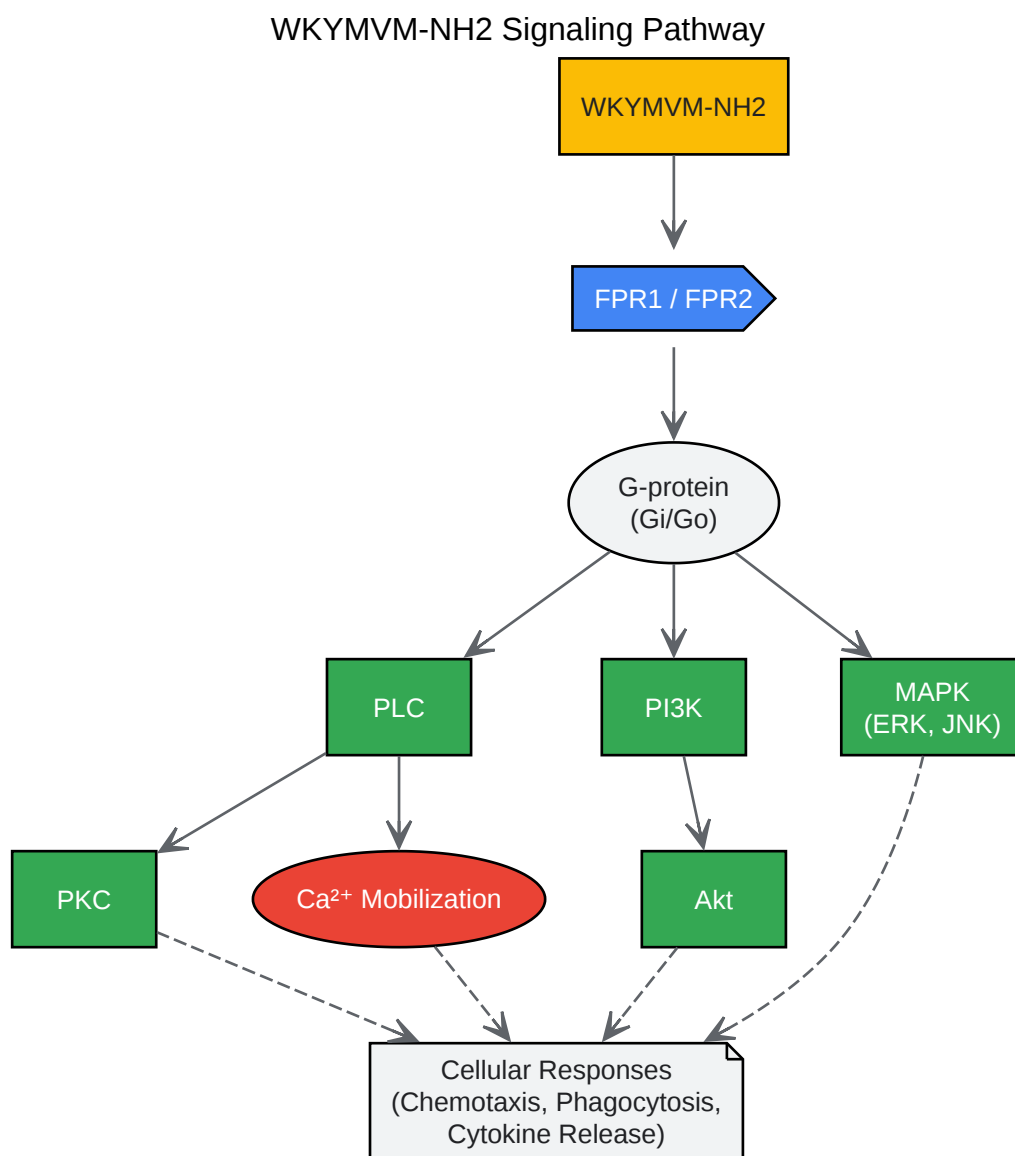 WKYMVM-NH2 Signaling Pathway
WKYMVM-NH2
FPR1 / FPR2
G-protein
(Gi/Go)
PLC
PI3K
MAPK
(ERK, JNK)
PKC
Ca²⁺ Mobilization
Akt
Cellular Responses
(Chemotaxis, Phagocytosis,
Cytokine Release)